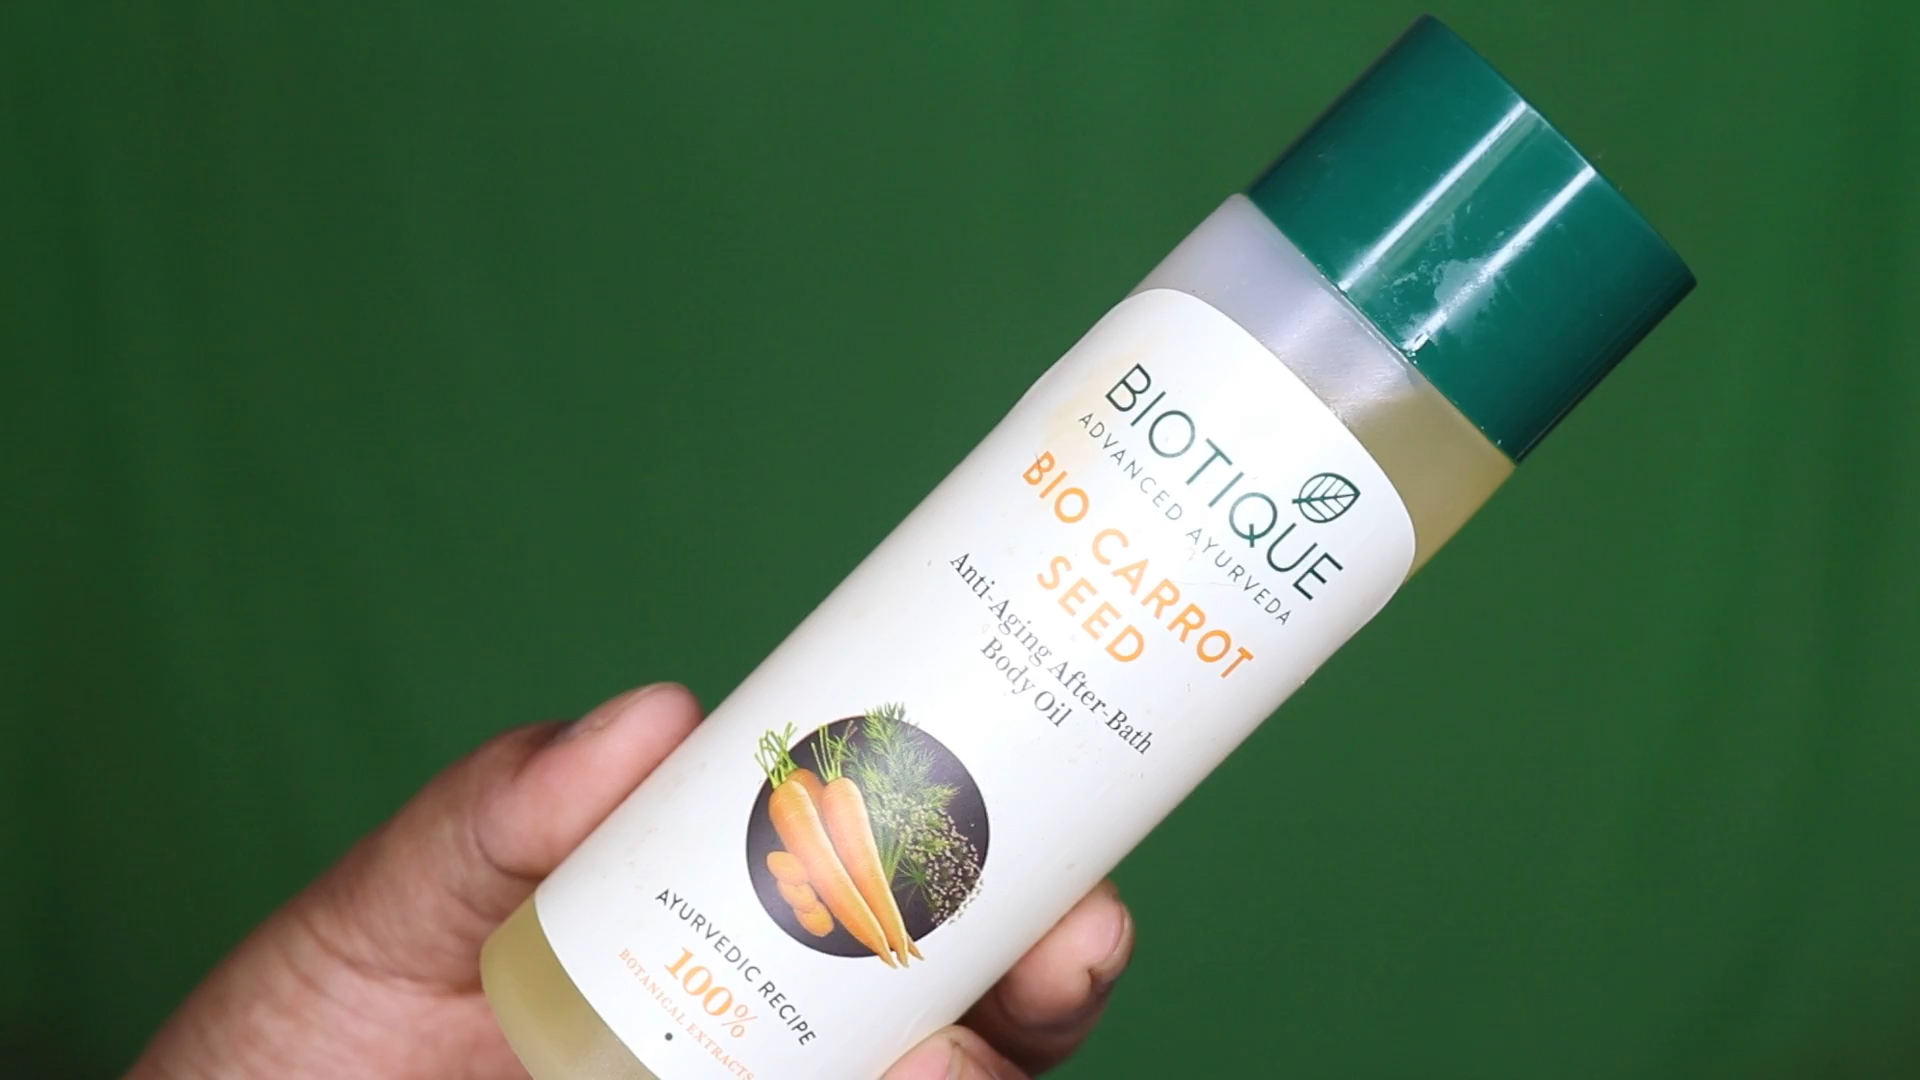 BIOTIQUE
ADVANCED AYURVEDA
BIO CARROT
SEED
Anti-Aging After-Bath
Body Oil
AYURVEDIC RECIPE
100%
BOTANICAL EXTRACTS